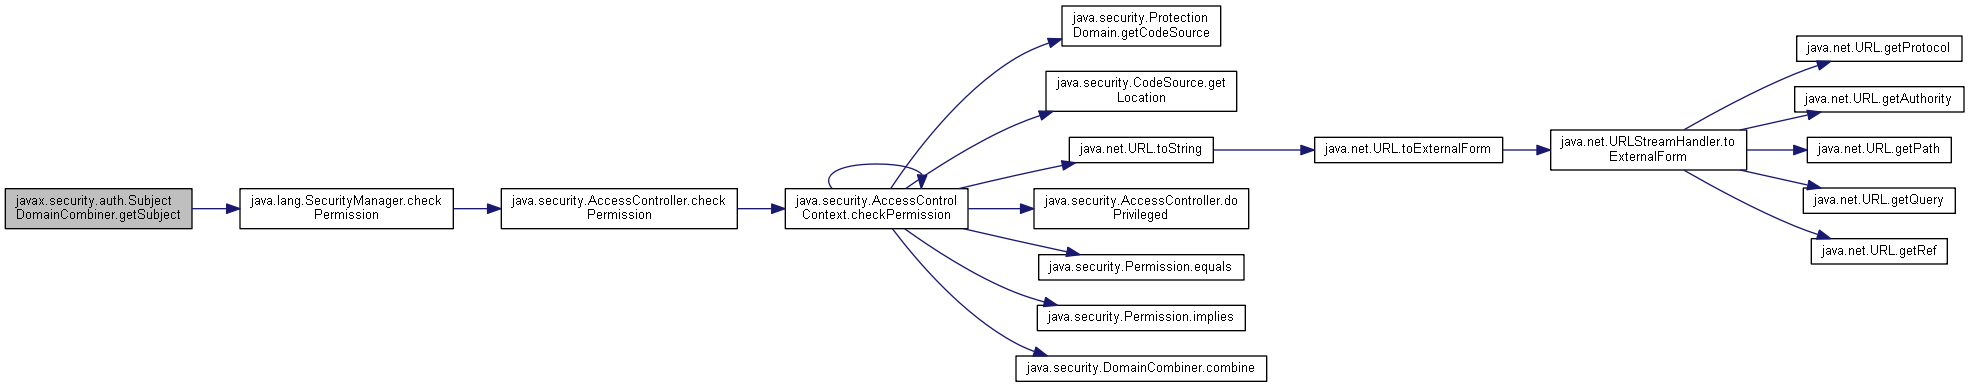 javax.security.auth.Subject
DomainCombiner.getSubject
java.lang.SecurityManager.check
Permission
java.security.AccessController.check
Permission
java.security.AccessControl
Context.checkPermission
java.security.Protection
Domain.getCodeSource
java.security.CodeSource.get
Location
java.net.URL.toString
java.security.AccessController.do
Privileged
java.security.Permission.equals
java.security.Permission.implies
java.security.DomainCombiner.combine
java.net.URL.toExternalForm
java.net.URLStreamHandler.to
ExternalForm
java.net.URL.getProtocol
java.net.URL.getAuthority
java.net.URL.getPath
java.net.URL.getQuery
java.net.URL.getRef